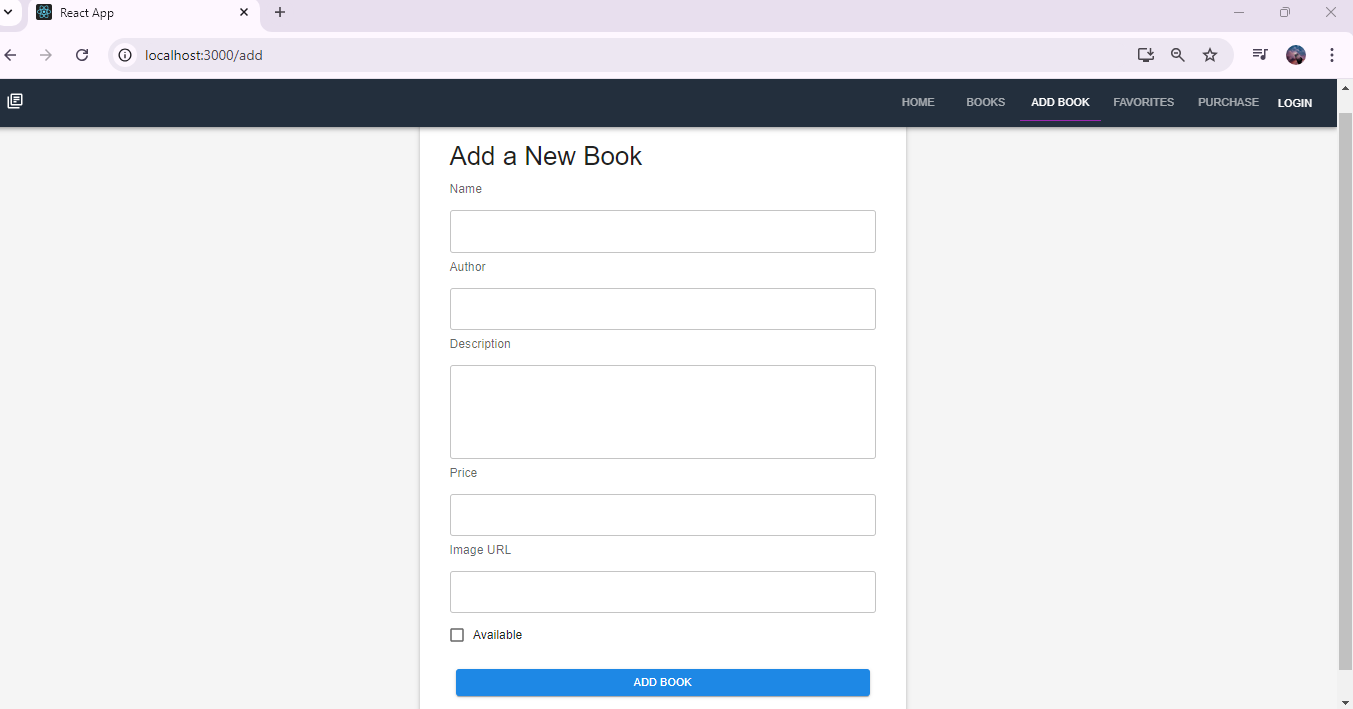 React App
localhost:3000/add
HOME BOOKS ADD BOOK FAVORITES PURCHASE LOGIN
Add a New Book
Name
Author
Description
Price
Image URL
Available
ADD BOOK